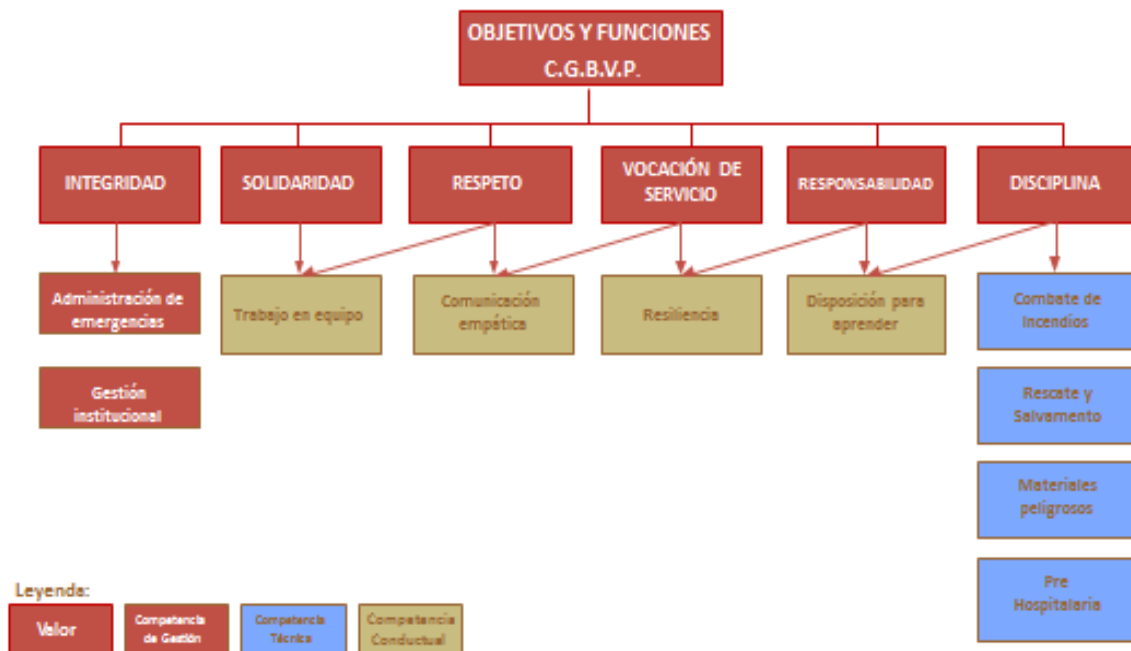 OBJETIVOS Y FUNCIONES
C.G.B.V.P.
INTEGRIDAD
SOLIDARIDAD
RESPETO
VOCACIÓN DE
SERVICIO
RESPONSABILIDAD
DISCIPLINA
Administración de
emergencias
Trabajo en equipo
Comunicación
empática
Resiliencia
Disposición para
aprender
Combate de
Incendios
Gestión
institucional
Rescate y
Salvamento
Materiales
peligrosos
Pre
Hospitalaria
Leyenda:
Valor
Competencia
de Gestión
Competencia
Técnica
Competencia
Conductual